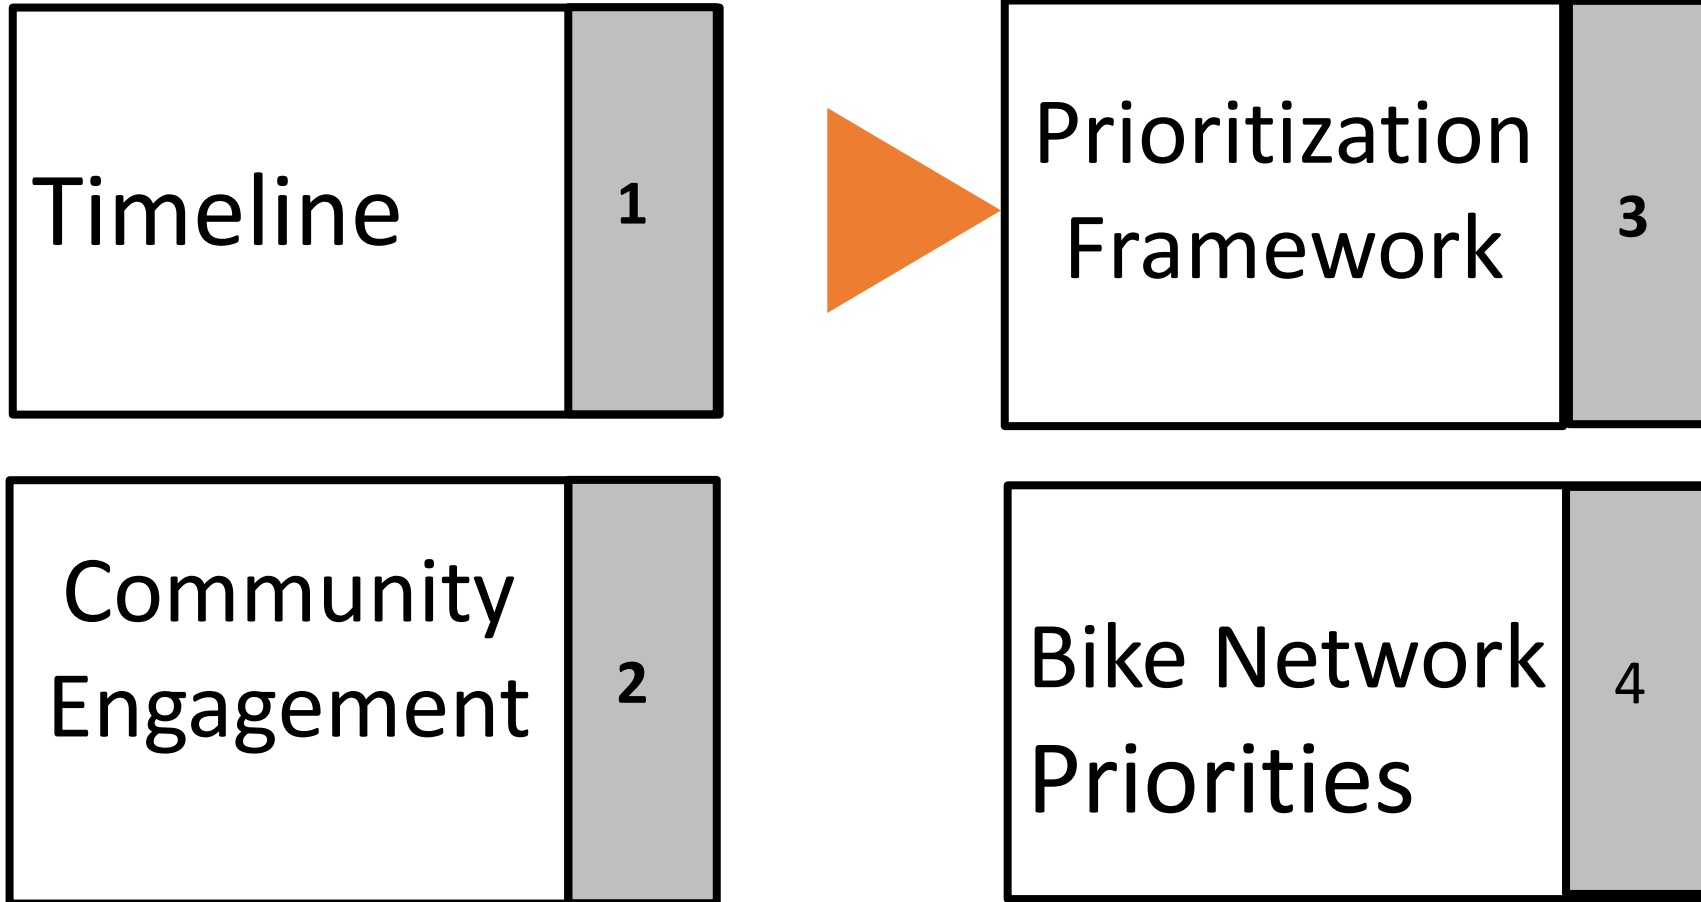 Timeline
1
Community
Engagement
2
Prioritization
Framework
3
Bike Network
Priorities
4